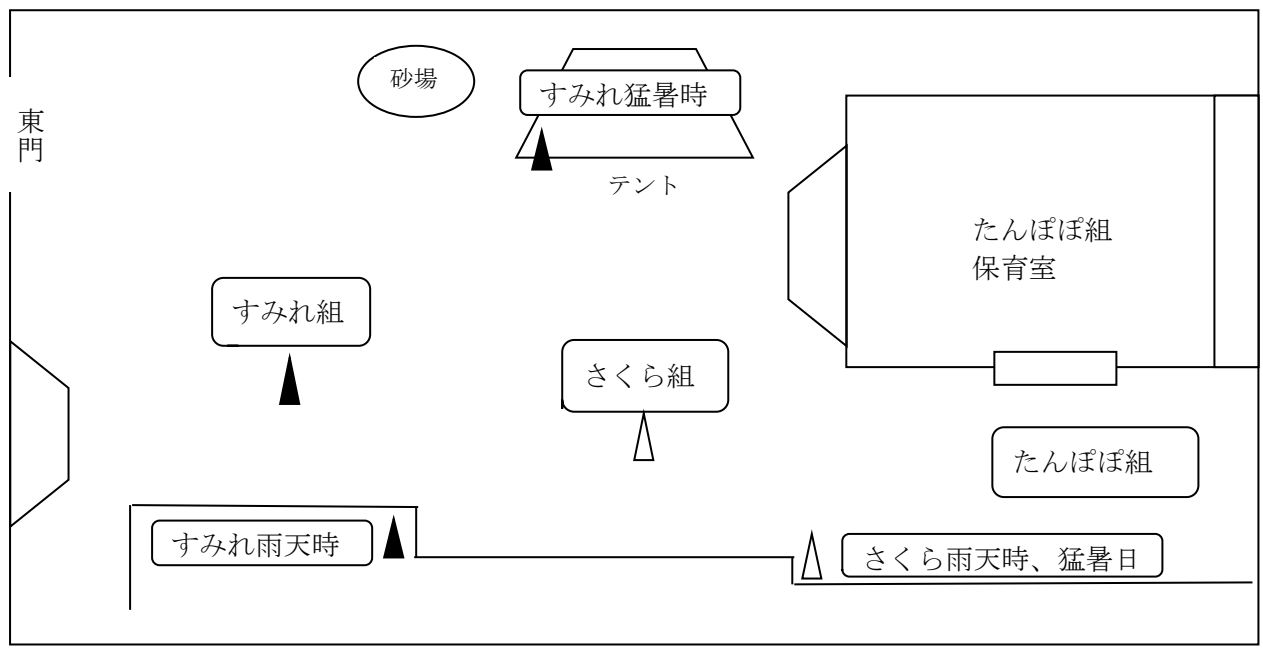 砂場
すみれ猛暑時
東門
テント
たんぽぽ組
保育室
すみれ組
さくら組
たんぽぽ組
すみれ雨天時
さくら雨天時、猛暑日